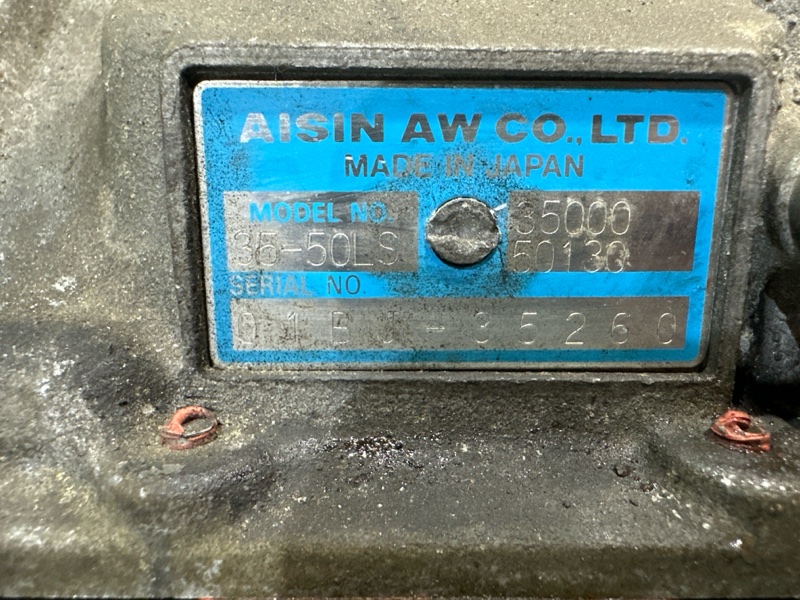 AISIN AW CO., LTD.
MADE IN JAPAN
MODEL NO.
35-50LS
35000
50130
SERIAL NO.